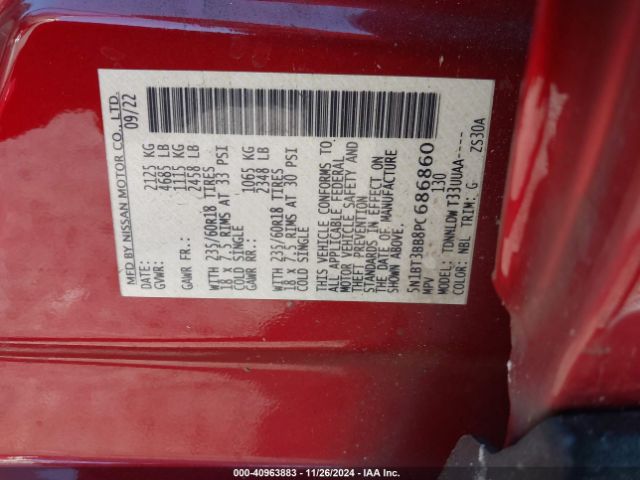 MFD BY NISSAN MOTOR CO., LTD.
DATE: 09/22
GVWR: 2125 KG
4685 LB
GAWR FR.: 1115 KG
2458 LB
WITH 235/60R18 TIRES
18 X 7.5 RIMS AT 33 PSI
COLD SINGLE
GAWR RR.: 1065 KG
2348 LB
WITH 235/60R18 TIRES
18 X 7.5 RIMS AT 30 PSI
COLD SINGLE
THIS VEHICLE CONFORMS TO
ALL APPLICABLE FEDERAL
MOTOR VEHICLE SAFETY AND
THEFT PREVENTION
STANDARDS IN EFFECT ON
THE DATE OF MANUFACTURE
SHOWN ABOVE
5N1BT3BB8PC686860
MPV 130
MODEL: TDNNLDW T33UUAA----
COLOR: NBL TRIM: G ZS30A
000-40963883 | 11/26/2024 | IAA Inc.